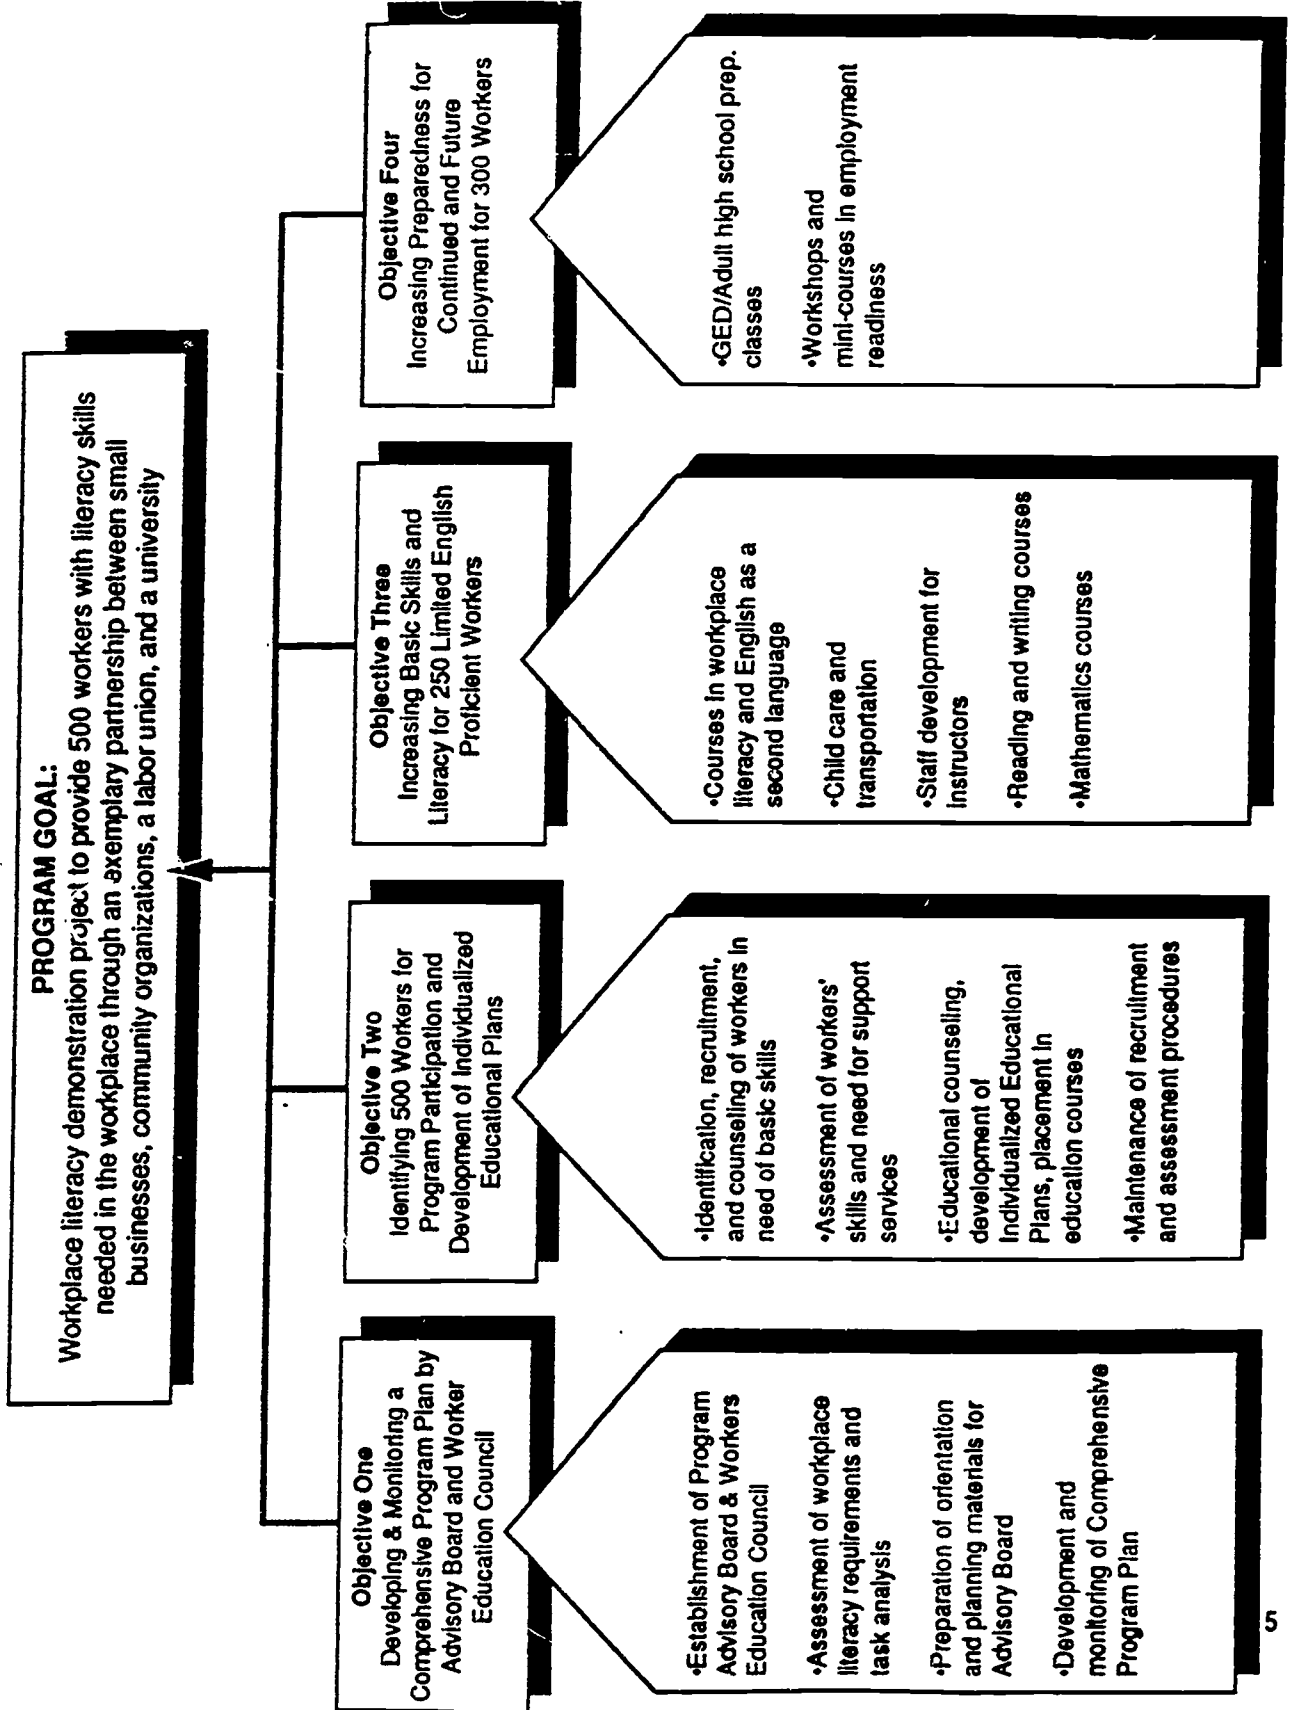 PROGRAM GOAL:
Workplace literacy demonstration project to provide 500 workers with literacy skills
needed in the workplace through an exemplary partnership between small
businesses, community organizations, a labor union, and a university
Objective One
Developing & Monitoring a
Comprehensive Program Plan by
Advisory Board and Worker
Education Council
•Establishment of Program
Advisory Board & Workers
Education Council
•Assessment of workplace
literacy requirements and
task analysis
•Preparation of orientation
and planning materials for
Advisory Board
•Development and
monitoring of Comprehensive
Program Plan
Objective Two
Identifying 500 Workers for
Program Participation and
Development of Individualized
Educational Plans
•Identification, recruitment,
and counseling of workers in
need of basic skills
•Assessment of workers'
skills and need for support
services
•Educational counseling,
development of
Individualized Educational
Plans, placement in
education courses
•Maintenance of recruitment
and assessment procedures
Objective Three
Increasing Basic Skills and
Literacy for 250 Limited English
Proficient Workers
•Courses in workplace
literacy and English as a
second language
•Child care and
transportation
•Staff development for
instructors
•Reading and writing courses
•Mathematics courses
Objective Four
Increasing Preparedness for
Continued and Future
Employment for 300 Workers
•GED/Adult high school prep.
classes
•Workshops and
mini-courses in employment
readiness
5